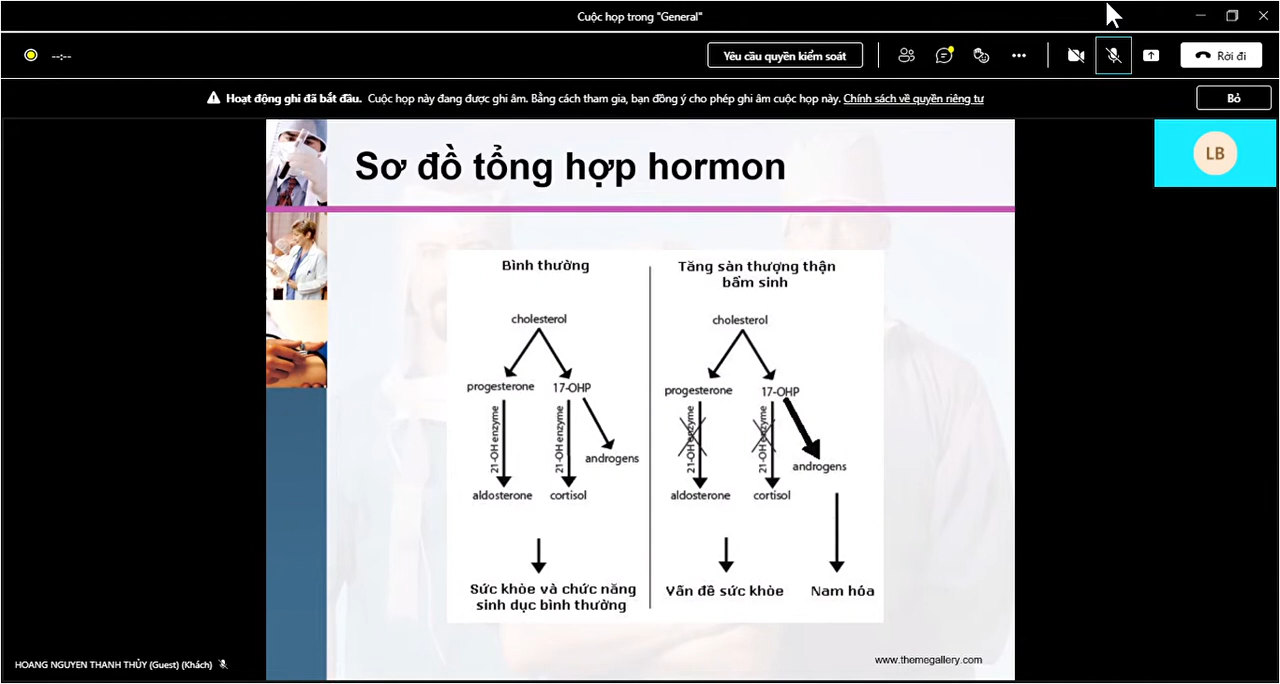 Cuộc họp trong "General"
--:--
Yêu cầu quyền kiểm soát
Rời đi
Hoạt động ghi đã bắt đầu. Cuộc họp này đang được ghi âm. Bằng cách tham gia, bạn đồng ý cho phép ghi âm cuộc họp này. Chính sách về quyền riêng tư
Bỏ
LB
Sơ đồ tổng hợp hormon
Bình thường
cholesterol
progesterone 17-OHP
21-OH enzyme 21-OH enzyme
androgens
aldosterone cortisol
Sức khỏe và chức năng
sinh dục bình thường
Tăng sàn thượng thận
bẩm sinh
cholesterol
progesterone 17-OHP
21-OH enzyme 21-OH enzyme
androgens
aldosterone cortisol
Vấn đề sức khỏe Nam hóa
www.themegallery.com
HOANG NGUYEN THANH THỦY (Guest) (Khách)